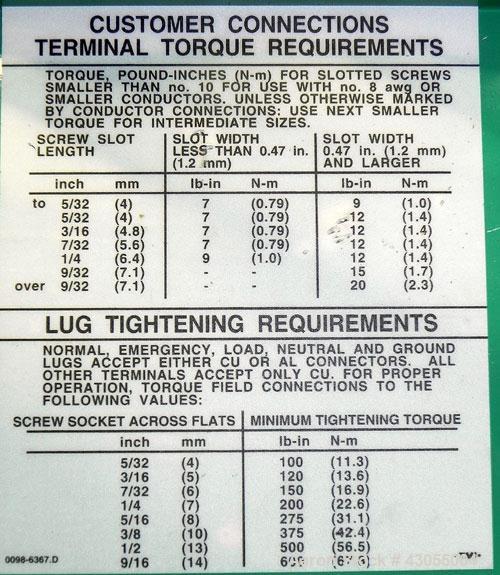 CUSTOMER CONNECTIONS
TERMINAL TORQUE REQUIREMENTS
TORQUE, POUND-INCHES (N-m) FOR SLOTTED SCREWS
SMALLER THAN no. 10 FOR USE WITH no. 8 awg OR
SMALLER CONDUCTORS. UNLESS OTHERWISE MARKED
BY CONDUCTOR CONNECTIONS: USE NEXT SMALLER
TORQUE FOR INTERMEDIATE SIZES.
SCREW SLOT SLOT WIDTH SLOT WIDTH
LENGTH LESS THAN 0.47 in. 0.47 in. (1.2 mm)
(1.2 mm) AND LARGER
inch mm lb-in N-m lb-in N-m
to 5/32 (4) 7 (0.79) 9 (1.0)
5/32 (4) 7 (0.79) 12 (1.4)
3/16 (4.8) 7 (0.79) 12 (1.4)
7/32 (5.6) 7 (0.79) 12 (1.4)
1/4 (6.4) 9 (1.0) 12 (1.4)
9/32 (7.1) - - 15 (1.7)
over 9/32 (7.1) - - 20 (2.3)
LUG TIGHTENING REQUIREMENTS
NORMAL, EMERGENCY, LOAD, NEUTRAL AND GROUND
LUGS ACCEPT EITHER CU OR AL CONNECTORS. ALL
OTHER TERMINALS ACCEPT ONLY CU. FOR PROPER
OPERATION, TORQUE FIELD CONNECTIONS TO THE
FOLLOWING VALUES:
SCREW SOCKET ACROSS FLATS MINIMUM TIGHTENING TORQUE
inch mm lb-in N-m
5/32 (4) 100 (11.3)
3/16 (5) 120 (13.6)
7/32 (6) 150 (16.9)
1/4 (7) 200 (22.6)
5/16 (8) 275 (31.1)
3/8 (10) 375 (42.4)
1/2 (13) 500 (56.5)
9/16 (14)
0098-6367.D